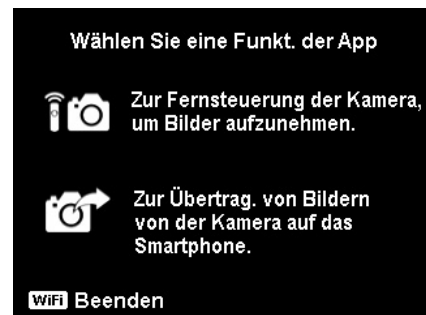 Wählen Sie eine Funkt. der App
Zur Fernsteuerung der Kamera,
um Bilder aufzunehmen.
Zur Übertrag. von Bildern
von der Kamera auf das
Smartphone.
WiFi Beenden